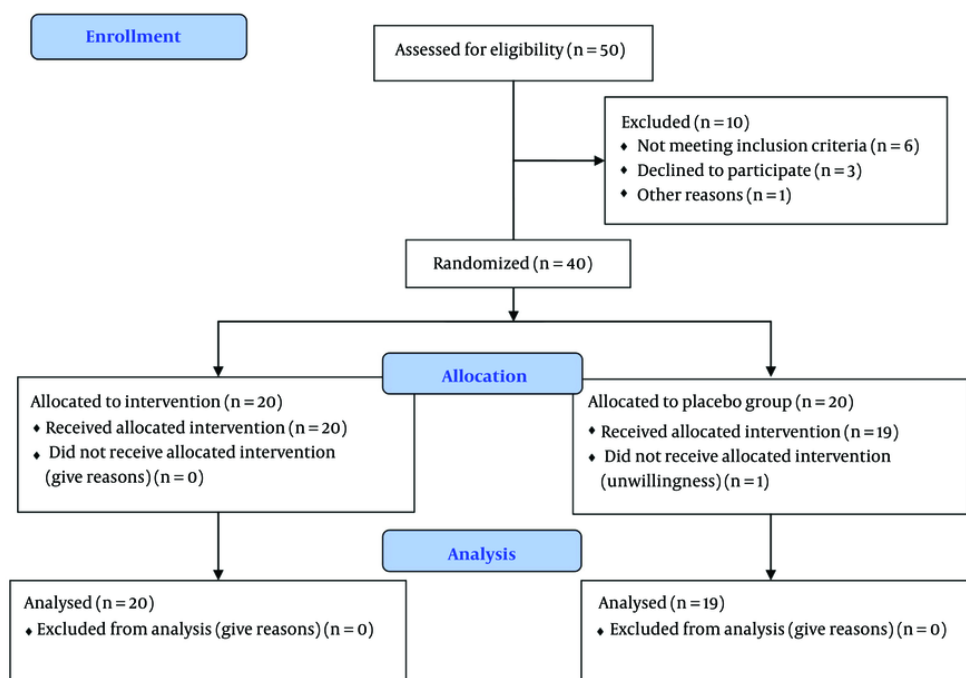 Enrollment
Assessed for eligibility (n = 50)
Excluded (n = 10)
♦ Not meeting inclusion criteria (n = 6)
♦ Declined to participate (n = 3)
♦ Other reasons (n = 1)
Randomized (n = 40)
Allocation
Allocated to intervention (n = 20)
♦ Received allocated intervention (n = 20)
♦ Did not receive allocated intervention
(give reasons) (n = 0)
Allocated to placebo group (n = 20)
♦ Received allocated intervention (n = 19)
♦ Did not receive allocated intervention
(unwillingness) (n = 1)
Analysis
Analysed (n = 20)
♦ Excluded from analysis (give reasons) (n = 0)
Analysed (n = 19)
♦ Excluded from analysis (give reasons) (n = 0)